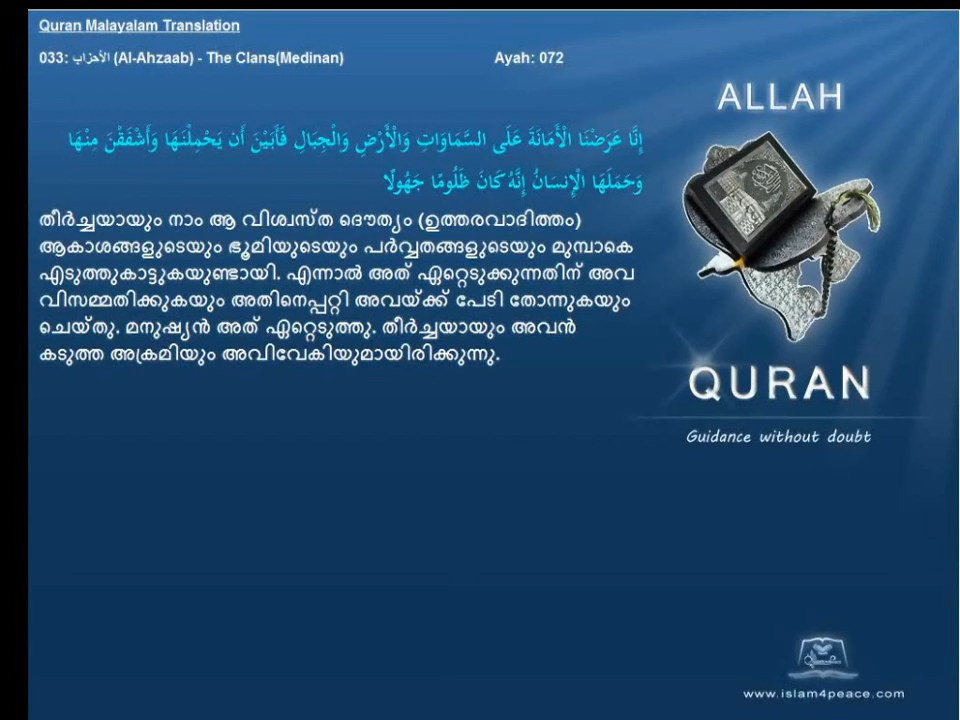 Quran Malayalam Translation
033: الأحزاب (Al-Ahzaab) - The Clans(Medinan)
Ayah: 072
إِنَّا عَرَضْنَا الْأَمَانَةَ عَلَى السَّمَاوَاتِ وَالْأَرْضِ وَالْجِبَالِ فَأَبَيْنَ أَن يَحْمِلْنَهَا وَأَشْفَقْنَ مِنْهَا
وَحَمَلَهَا الْإِنسَانُ إِنَّهُ كَانَ ظَلُومًا جَهُولًا
തീർച്ചയായും നാം ആ വിശ്വസ്ത ദൌത്യം (ഉത്തരവാദിത്തം)
ആകാശങ്ങളുടെയും ഭൂമിയുടെയും പർവ്വതങ്ങളുടെയും മുമ്പാകെ
എടുത്തുകാട്ടുകയുണ്ടായി. എന്നാൽ അത് ഏറ്റെടുക്കുന്നതിന് അവ
വിസമ്മതിക്കുകയും അതിനെപ്പറ്റി അവയ്ക്ക് പേടി തോന്നുകയും
ചെയ്തു. മനുഷ്യൻ അത് ഏറ്റെടുത്തു. തീർച്ചയായും അവൻ
കടുത്ത അക്രമിയും അവിവേകിയുമായിരിക്കുന്നു.
ALLAH
QURAN
Guidance without doubt
www.islam4peace.com